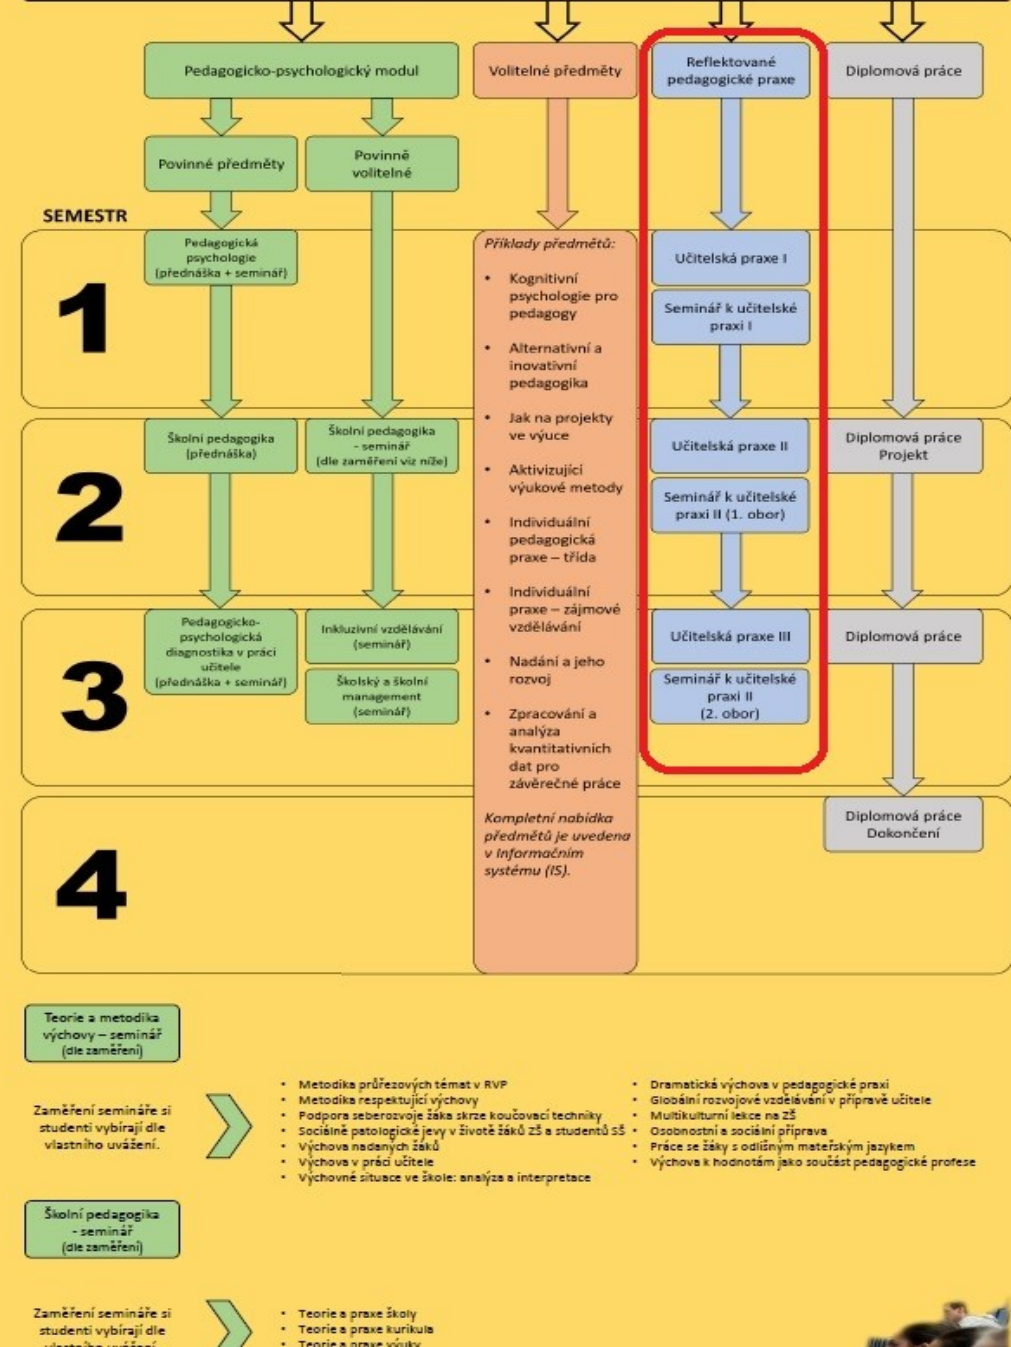 Pedagogicko-psychologický modul
Volitelné předměty
Reflektované
pedagogické praxe
Diplomová práce
Povinné předměty
Povinně
volitelné
SEMESTR
1
Pedagogická
psychologie
(přednáška + seminář)
Příklady předmětů:
• Kognitivní
psychologie pro
pedagogy
• Alternativní a
inovativní
pedagogika
• Jak na projekty
ve výuce
• Aktivizující
výukové metody
• Individuální
pedagogická
praxe – třída
• Individuální
praxe – zájmové
vzdělávání
• Nadání a jeho
rozvoj
• Zpracování a
analýza
kvantitativních
dat pro
závěrečné práce
Kompletní nabídka
předmětů je uvedena
v Informačním
systému (IS).
Učitelská praxe I
Seminář k učitelské
praxi I
2
Školní pedagogika
(přednáška)
Školní pedagogika
- seminář
(dle zaměření viz níže)
Učitelská praxe II
Seminář k učitelské
praxi II (1. obor)
Diplomová práce
Projekt
3
Pedagogicko-
psychologická
diagnostika v práci
učitele
(přednáška + seminář)
Inkluzivní vzdělávání
(seminář)
Školský a školní
management
(seminář)
Učitelská praxe III
Seminář k učitelské
praxi II
(2. obor)
Diplomová práce
4
Diplomová práce
Dokončení
Teorie a metodika
výchovy – seminář
(dle zaměření)
Zaměření semináře si
studenti vybírají dle
vlastního uvážení.
• Metodika průřezových témat v RVP
• Metodika respektující výchovy
• Podpora seberozvoje žáka skrze koučovací techniky
• Sociálně patologické jevy v životě žáků ZŠ a studentů SŠ
• Výchova nadaných žáků
• Výchova v práci učitele
• Výchovné situace ve škole: analýza a interpretace
• Dramatická výchova v pedagogické praxi
• Globální rozvojové vzdělávání v přípravě učitele
• Multikulturní lekce na ZŠ
• Osobnostní a sociální příprava
• Práce se žáky s odlišným mateřským jazykem
• Výchova k hodnotám jako součást pedagogické profese
Školní pedagogika
- seminář
(dle zaměření)
Zaměření semináře si
studenti vybírají dle
vlastního uvážení.
• Teorie a praxe školy
• Teorie a praxe kurikula
• Teorie a praxe výuky